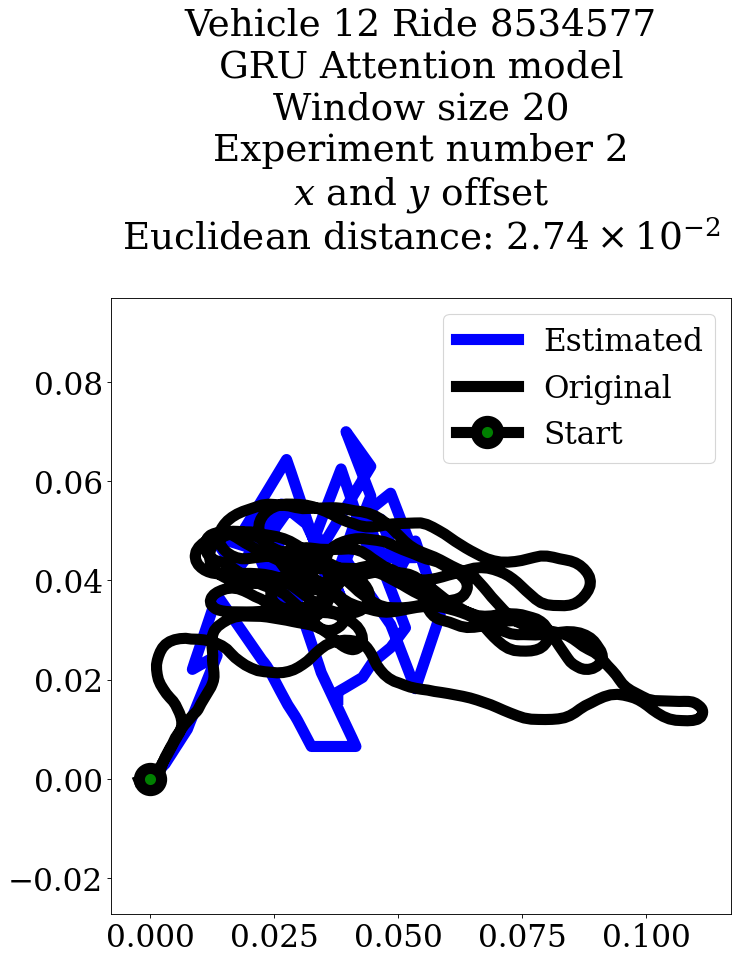 Vehicle 12 Ride 8534577
GRU Attention model
Window size 20
Experiment number 2
x and y offset
Euclidean distance: 2.74 × 10⁻²
Estimated
Original
Start
0.08
0.06
0.04
0.02
0.00
−0.02
0.000 0.025 0.050 0.075 0.100